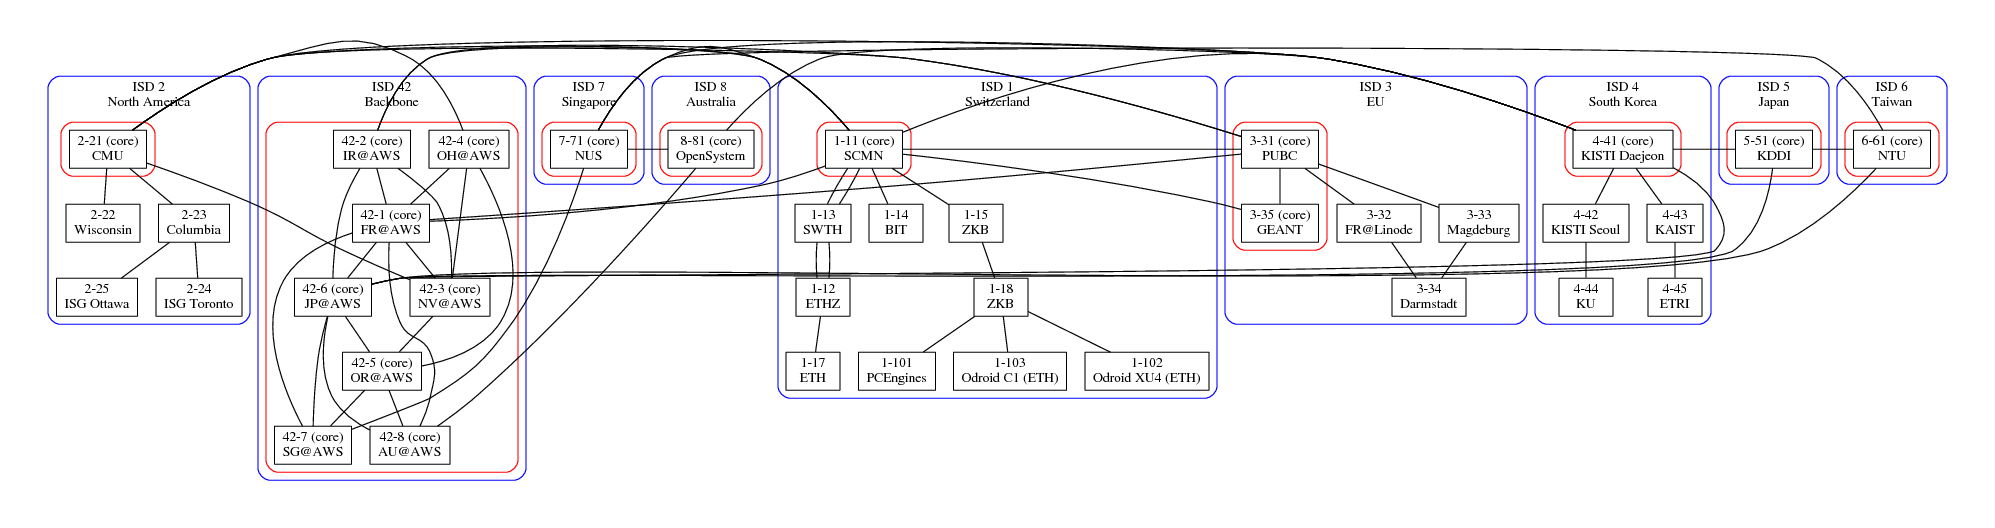 ISD 2
North America
2-21 (core)
CMU
2-22
Wisconsin
2-23
Columbia
2-25
ISG Ottawa
2-24
ISG Toronto
ISD 42
Backbone
42-2 (core)
IR@AWS
42-4 (core)
OH@AWS
42-1 (core)
FR@AWS
42-6 (core)
JP@AWS
42-3 (core)
NV@AWS
42-5 (core)
OR@AWS
42-7 (core)
SG@AWS
42-8 (core)
AU@AWS
ISD 7
Singapore
7-71 (core)
NUS
ISD 8
Australia
8-81 (core)
OpenSystem
ISD 1
Switzerland
1-11 (core)
SCMN
1-13
SWTH
1-14
BIT
1-15
ZKB
1-12
ETHZ
1-18
ZKB
1-17
ETH
1-101
PCEngines
1-103
Odroid C1 (ETH)
1-102
Odroid XU4 (ETH)
ISD 3
EU
3-31 (core)
PUBC
3-35 (core)
GEANT
3-32
FR@Linode
3-33
Magdeburg
3-34
Darmstadt
ISD 4
South Korea
4-41 (core)
KISTI Daejeon
4-42
KISTI Seoul
4-43
KAIST
4-44
KU
4-45
ETRI
ISD 5
Japan
5-51 (core)
KDDI
ISD 6
Taiwan
6-61 (core)
NTU